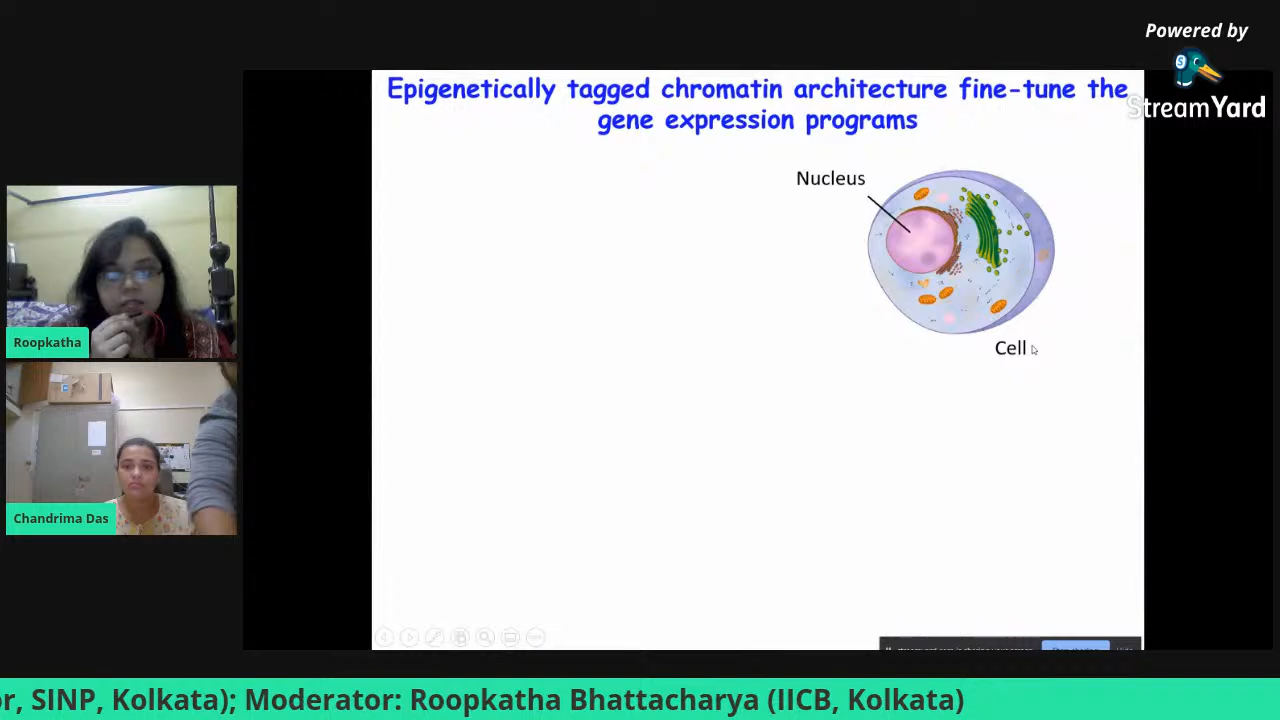 Powered by
StreamYard
Epigenetically tagged chromatin architecture fine-tune the
gene expression programs
Nucleus
Cell
Roopkatha
Chandrima Das
or, SINP, Kolkata); Moderator: Roopkatha Bhattacharya (IICB, Kolkata)